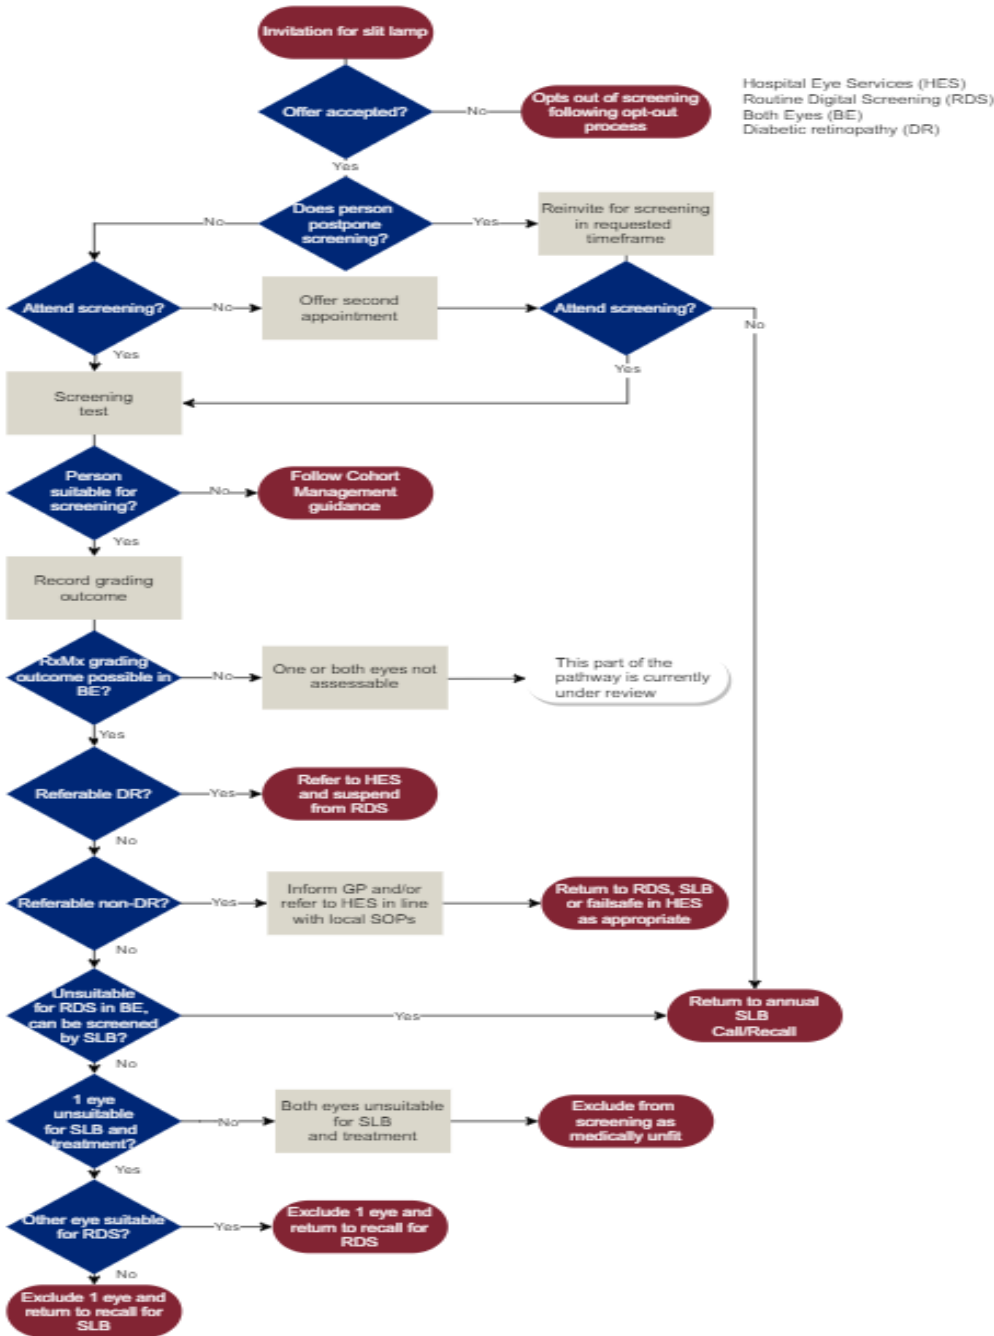 Invitation for slit lamp
Hospital Eye Services (HES)
Routine Digital Screening (RDS)
Both Eyes (BE)
Diabetic retinopathy (DR)
Offer accepted?
No
Opts out of screening
following opt-out
process
Yes
Does person
postpone
screening?
No
Yes
Reinvite for screening
in requested
timeframe
Attend screening?
No
Offer second
appointment
Attend screening?
No
Yes
Yes
Screening
test
Person
suitable for
screening?
No
Follow Cohort
Management
guidance
Yes
Record grading
outcome
RxMx grading
outcome possible in
BE?
No
One or both eyes not
assessable
This part of the
pathway is currently
under review
Yes
Referable DR?
Yes
Refer to HES
and suspend
from RDS
No
Referable non-DR?
Yes
Inform GP and/or
refer to HES in line
with local SOPs
Return to RDS, SLB
or failsafe in HES
as appropriate
No
Unsuitable
for RDS in BE,
can be screened
by SLB?
Yes
Return to annual
SLB
Call/Recall
No
1 eye
unsuitable
for SLB and
treatment?
No
Both eyes unsuitable
for SLB
and treatment
Exclude from
screening as
medically unfit
Yes
Other eye suitable
for RDS?
Yes
Exclude 1 eye and
return to recall for
RDS
No
Exclude 1 eye and
return to recall for
SLB